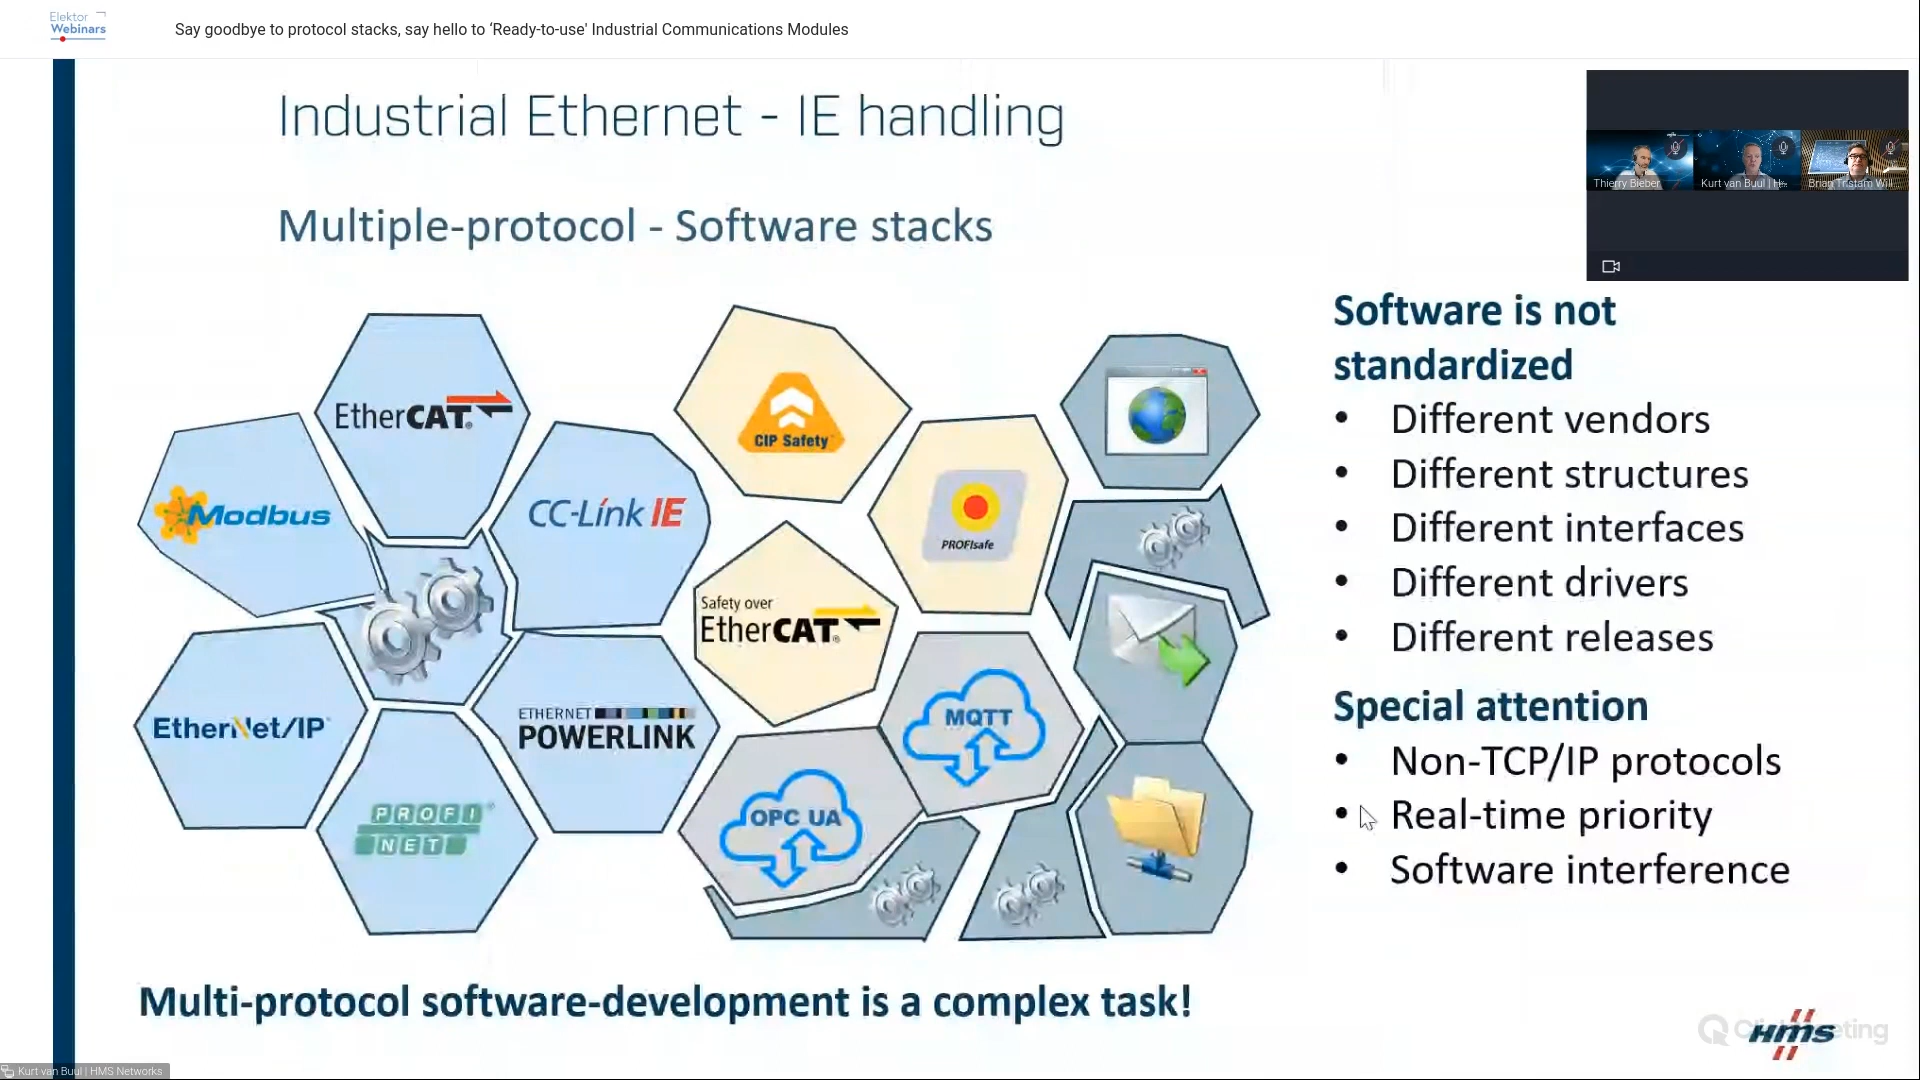 Elektor
Webinars
Say goodbye to protocol stacks, say hello to ‘Ready-to-use' Industrial Communications Modules
Industrial Ethernet - IE handling
Multiple-protocol - Software stacks
Thierry Bieber
Kurt van Buul | H
Brian Tristam Will
EtherCAT®
Modbus
CC-Link IE
EtherNet/IP
ETHERNET
POWERLINK
PROFI®
NET
CIP Safety
PROFIsafe
Safety over
EtherCAT®
MQTT
OPC UA
Software is not
standardized
• Different vendors
• Different structures
• Different interfaces
• Different drivers
• Different releases
Special attention
• Non-TCP/IP protocols
• Real-time priority
• Software interference
Multi-protocol software-development is a complex task!
HMS
Kurt van Buul | HMS Networks